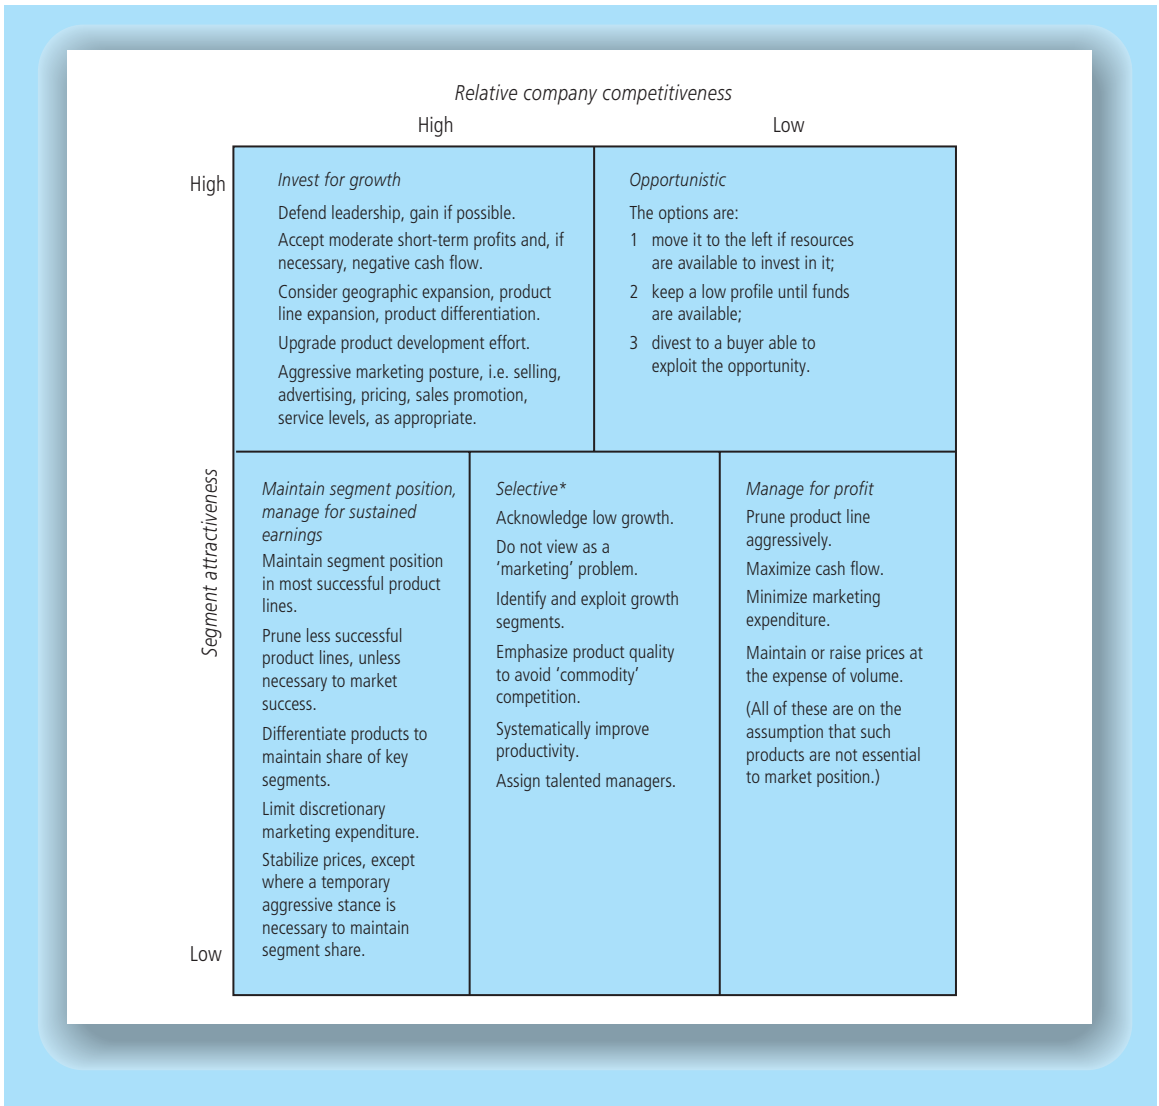 Relative company competitiveness
High
Low
High
Invest for growth
Defend leadership, gain if possible.
Accept moderate short-term profits and, if
necessary, negative cash flow.
Consider geographic expansion, product
line expansion, product differentiation.
Upgrade product development effort.
Aggressive marketing posture, i.e. selling,
advertising, pricing, sales promotion,
service levels, as appropriate.
Opportunistic
The options are:
1 move it to the left if resources
are available to invest in it;
2 keep a low profile until funds
are available;
3 divest to a buyer able to
exploit the opportunity.
Segment attractiveness
Maintain segment position,
manage for sustained
earnings
Maintain segment position
in most successful product
lines.
Prune less successful
product lines, unless
necessary to market
success.
Differentiate products to
maintain share of key
segments.
Limit discretionary
marketing expenditure.
Stabilize prices, except
where a temporary
aggressive stance is
necessary to maintain
segment share.
Selective*
Acknowledge low growth.
Do not view as a
‘marketing’ problem.
Identify and exploit growth
segments.
Emphasize product quality
to avoid ‘commodity’
competition.
Systematically improve
productivity.
Assign talented managers.
Manage for profit
Prune product line
aggressively.
Maximize cash flow.
Minimize marketing
expenditure.
Maintain or raise prices at
the expense of volume.
(All of these are on the
assumption that such
products are not essential
to market position.)
Low